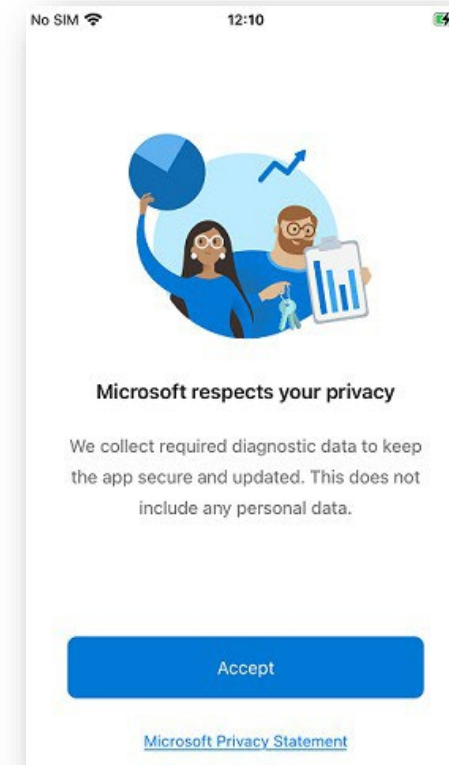 No SIM 12:10
Microsoft respects your privacy
We collect required diagnostic data to keep
the app secure and updated. This does not
include any personal data.
Accept
Microsoft Privacy Statement